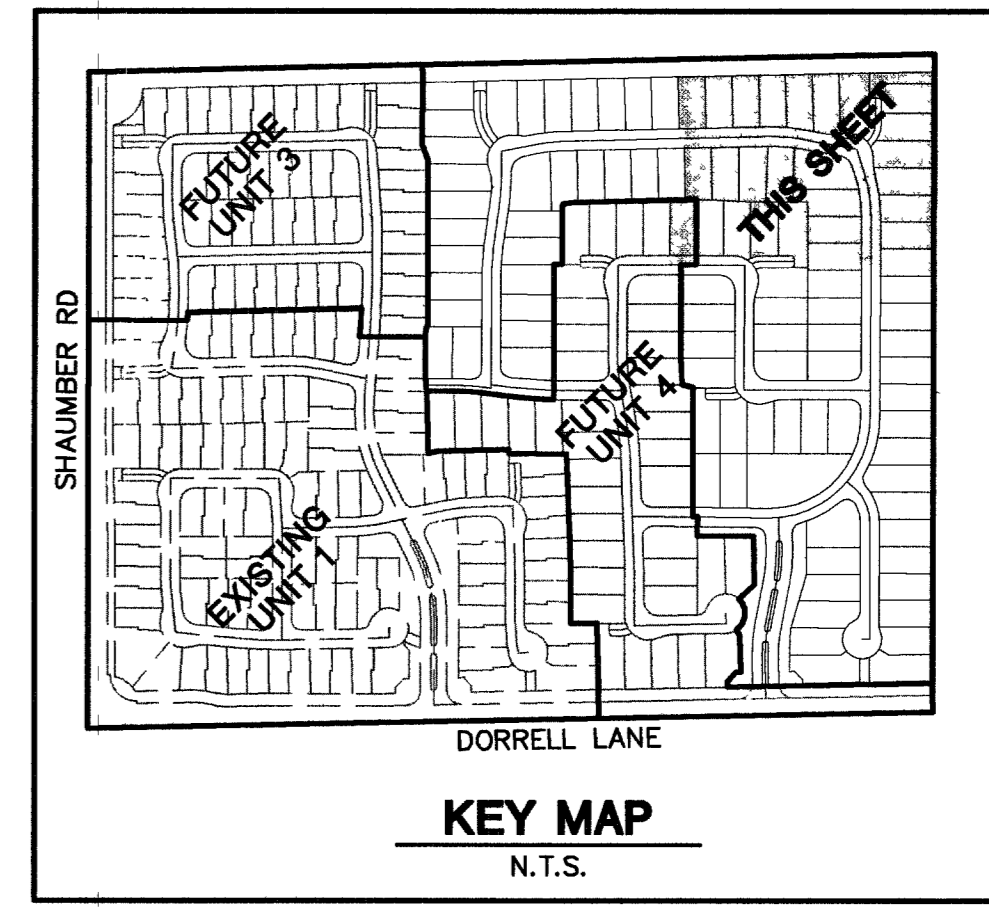 FUTURE
UNIT 3
THIS SHEET
SHAUMBER RD
FUTURE
UNIT 4
EXISTING
UNIT 1
DORRELL LANE
KEY MAP
N.T.S.